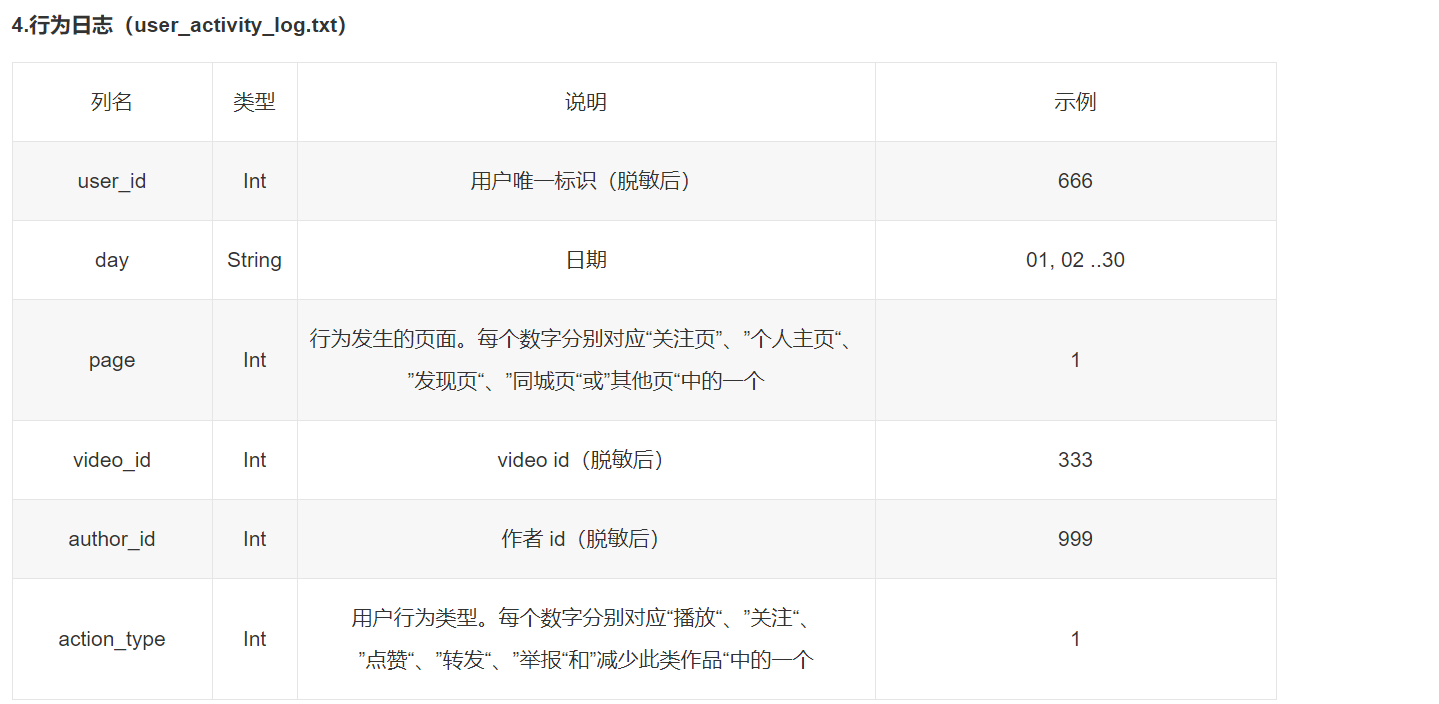 4.行为日志（user_activity_log.txt）
列名 类型 说明 示例
user_id Int 用户唯一标识（脱敏后） 666
day String 日期 01, 02 ..30
行为发生的页面。每个数字分别对应“关注页”、”个人主页“、
page Int ”发现页“、”同城页“或”其他页“中的一个 1
video_id Int video id（脱敏后） 333
author_id Int 作者 id（脱敏后） 999
用户行为类型。每个数字分别对应“播放“、”关注“、
action_type Int ”点赞“、”转发“、”举报“和”减少此类作品“中的一个 1